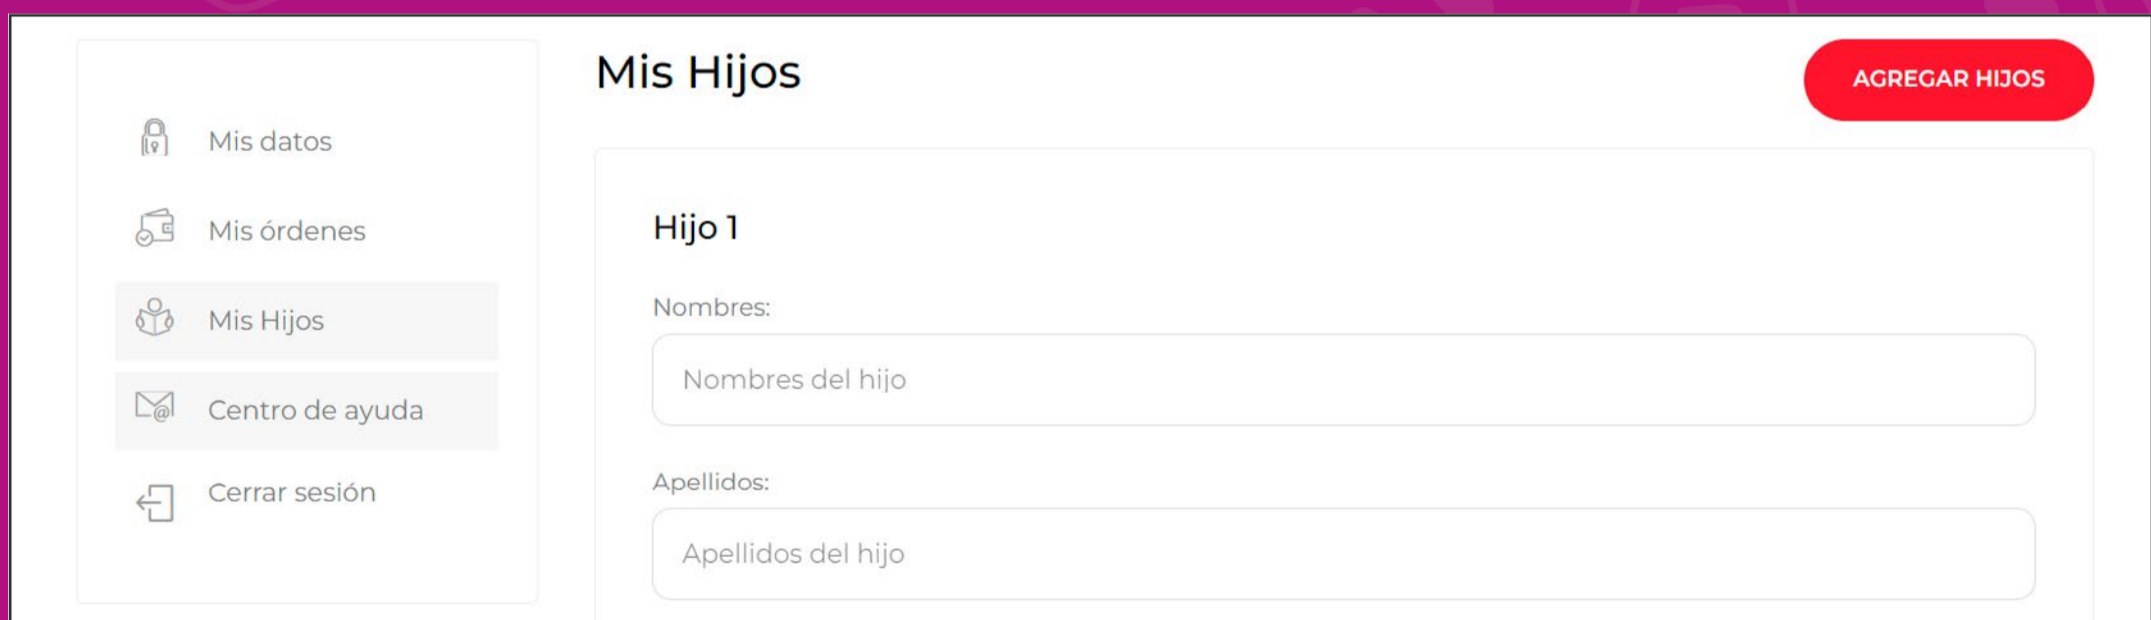 Mis datos
Mis órdenes
Mis Hijos
Centro de ayuda
Cerrar sesión
Mis Hijos
AGREGAR HIJOS
Hijo 1
Nombres:
Nombres del hijo
Apellidos:
Apellidos del hijo